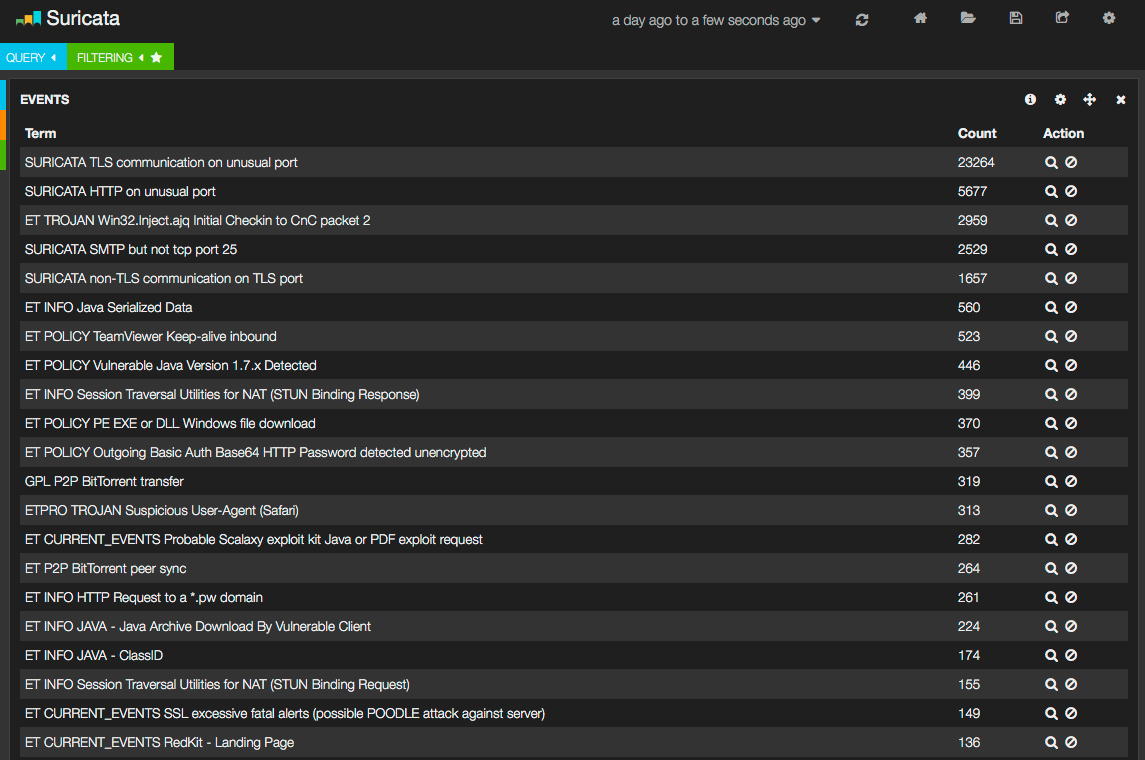 Suricata
a day ago to a few seconds ago
QUERY FILTERING
EVENTS
Term Count Action
SURICATA TLS communication on unusual port 23264
SURICATA HTTP on unusual port 5677
ET TROJAN Win32.Inject.ajq Initial Checkin to CnC packet 2 2959
SURICATA SMTP but not tcp port 25 2529
SURICATA non-TLS communication on TLS port 1657
ET INFO Java Serialized Data 560
ET POLICY TeamViewer Keep-alive inbound 523
ET POLICY Vulnerable Java Version 1.7.x Detected 446
ET INFO Session Traversal Utilities for NAT (STUN Binding Response) 399
ET POLICY PE EXE or DLL Windows file download 370
ET POLICY Outgoing Basic Auth Base64 HTTP Password detected unencrypted 357
GPL P2P BitTorrent transfer 319
ETPRO TROJAN Suspicious User-Agent (Safari) 313
ET CURRENT_EVENTS Probable Scalaxy exploit kit Java or PDF exploit request 282
ET P2P BitTorrent peer sync 264
ET INFO HTTP Request to a *.pw domain 261
ET INFO JAVA - Java Archive Download By Vulnerable Client 224
ET INFO JAVA - ClassID 174
ET INFO Session Traversal Utilities for NAT (STUN Binding Request) 155
ET CURRENT_EVENTS SSL excessive fatal alerts (possible POODLE attack against server) 149
ET CURRENT_EVENTS RedKit - Landing Page 136